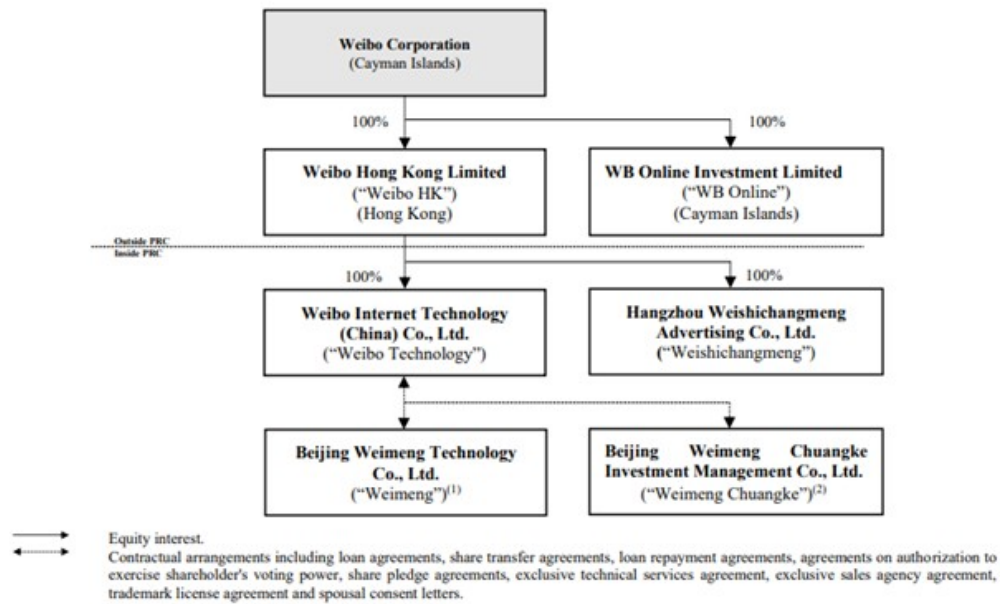 Weibo Corporation
(Cayman Islands)
100%
100%
Weibo Hong Kong Limited
(“Weibo HK”)
(Hong Kong)
WB Online Investment Limited
(“WB Online”)
(Cayman Islands)
Outside PRC
Inside PRC
100%
100%
Weibo Internet Technology
(China) Co., Ltd.
(“Weibo Technology”)
Hangzhou Weishichangmeng
Advertising Co., Ltd.
(“Weishichangmeng”)
Beijing Weimeng Technology
Co., Ltd.
(“Weimeng”)(1)
Beijing Weimeng Chuangke
Investment Management Co., Ltd.
(“Weimeng Chuangke”)(2)
Equity interest.
Contractual arrangements including loan agreements, share transfer agreements, loan repayment agreements, agreements on authorization to
exercise shareholder's voting power, share pledge agreements, exclusive technical services agreement, exclusive sales agency agreement,
trademark license agreement and spousal consent letters.